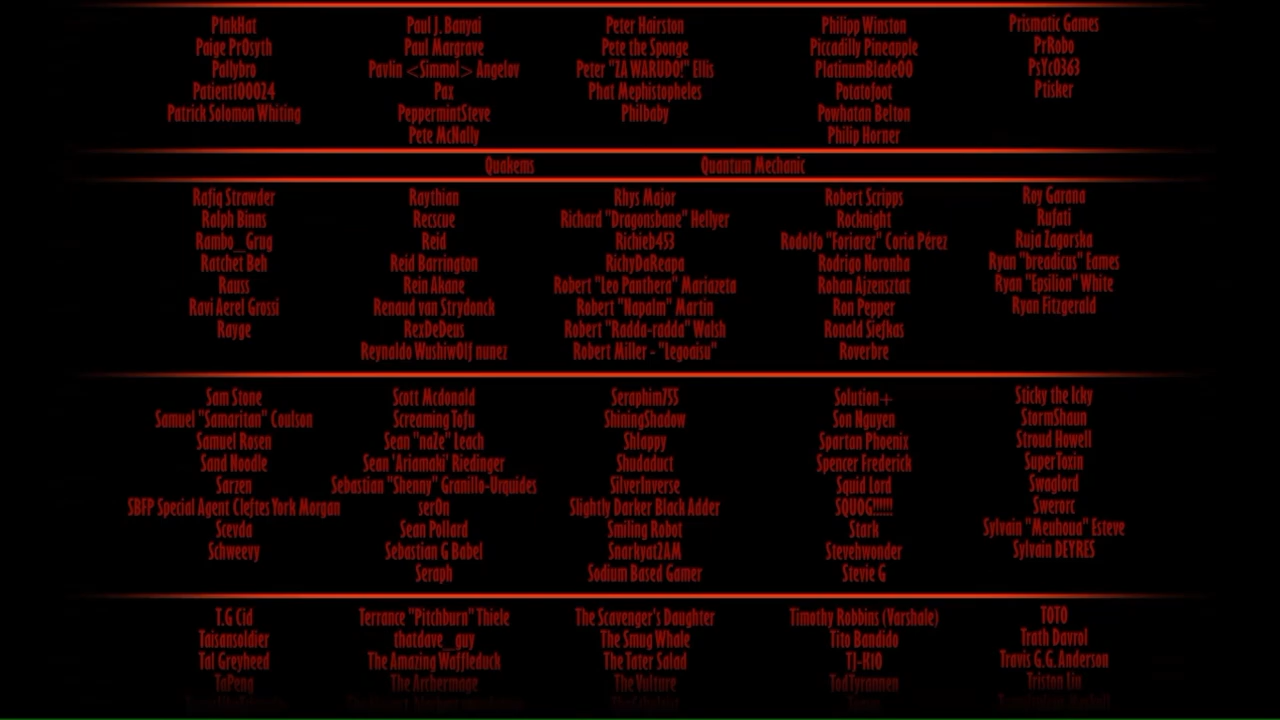 P1nkHat
Paige Pr0syth
Pallybro
Patient100024
Patrick Solomon Whiting
Paul J. Banyai
Paul Margrave
Pavlin <Simmol> Angelov
Pax
PeppermintSteve
Pete McNally
Peter Hairston
Pete the Sponge
Peter "ZA WARUDO!" Ellis
Phat Mephistopheles
Philbaby
Philipp Winston
Piccadilly Pineapple
PlatinumBlade00
Potatofoot
Powhatan Belton
Philip Horner
Prismatic Games
PrRobo
PsYc0363
Ptisker
Quakems
Quantum Mechanic
Rafiq Strawder
Ralph Binns
Rambo_Grug
Ratchet Beh
Rauss
Ravi Aerel Grossi
Rayge
Raythian
Recscue
Reid
Reid Barrington
Rein Akane
Renaud van Strydonck
RexDeDeus
Reynaldo Wushiw0lf nunez
Rhys Major
Richard "Dragonsbane" Hellyer
Richieb453
RichyDaReapa
Robert "Leo Panthera" Mariazeta
Robert "Napalm" Martin
Robert "Radda-radda" Walsh
Robert Miller - "Legoaisu"
Robert Scripps
Rocknight
Rodolfo "Foriarez" Coria Pérez
Rodrigo Noronha
Rohan Ajzensztat
Ron Pepper
Ronald Siefkas
Roverbre
Roy Garana
Rufati
Ruja Zagorska
Ryan "breadicus" Eames
Ryan "Epsilion" White
Ryan Fitzgerald
Sam Stone
Samuel "Samaritan" Coulson
Samuel Rosen
Sand Noodle
Sarzen
SBFP Special Agent Cleftes York Morgan
Scevda
Schweevy
Scott Mcdonald
Screaming Tofu
Sean "naZe" Leach
Sean 'Ariamaki' Riedinger
Sebastian "Shenny" Granillo-Urquides
ser0n
Sean Pollard
Sebastian G Babel
Seraph
Seraphim755
ShiningShadow
Shlappy
Shudaduct
SilverInverse
Slightly Darker Black Adder
Smiling Robot
Snarkyat2AM
Sodium Based Gamer
Solution+
Son Nguyen
Spartan Phoenix
Spencer Frederick
Squid Lord
SQUOG!!!!!!
Stark
Stevehwonder
Stevie G
Sticky the Icky
StormShaun
Stroud Howell
SuperToxin
Swaglord
Swerorc
Sylvain "Meuhoua" Esteve
Sylvain DEYRES
T.G Cid
Taisansoldier
Tal Greyheed
TaPeng
Terrance "Pitchburn" Thiele
thatdave_guy
The Amazing Waffleduck
The Archermage
The Scavenger's Daughter
The Smug Whale
The Tater Salad
The Vulture
Timothy Robbins (Varshale)
Tito Bandido
TJ-K10
TodTyrannen
TOTO
Trath Davrol
Travis G.G. Anderson
Triston Lin